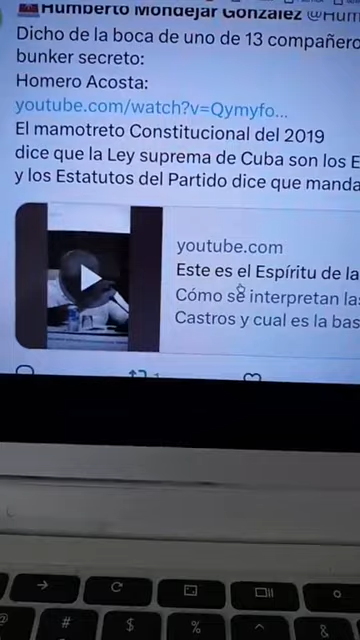 Humberto Mondejar González @Hum
Dicho de la boca de uno de 13 compañero
bunker secreto:
Homero Acosta:
youtube.com/watch?v=Qymyfo...
El mamotreto Constitucional del 2019
dice que la Ley suprema de Cuba son los E
y los Estatutos del Partido dice que manda
youtube.com
Este es el Espíritu de la
Cómo se interpretan las
Castros y cual es la bas
1
@ # $ % ^ &